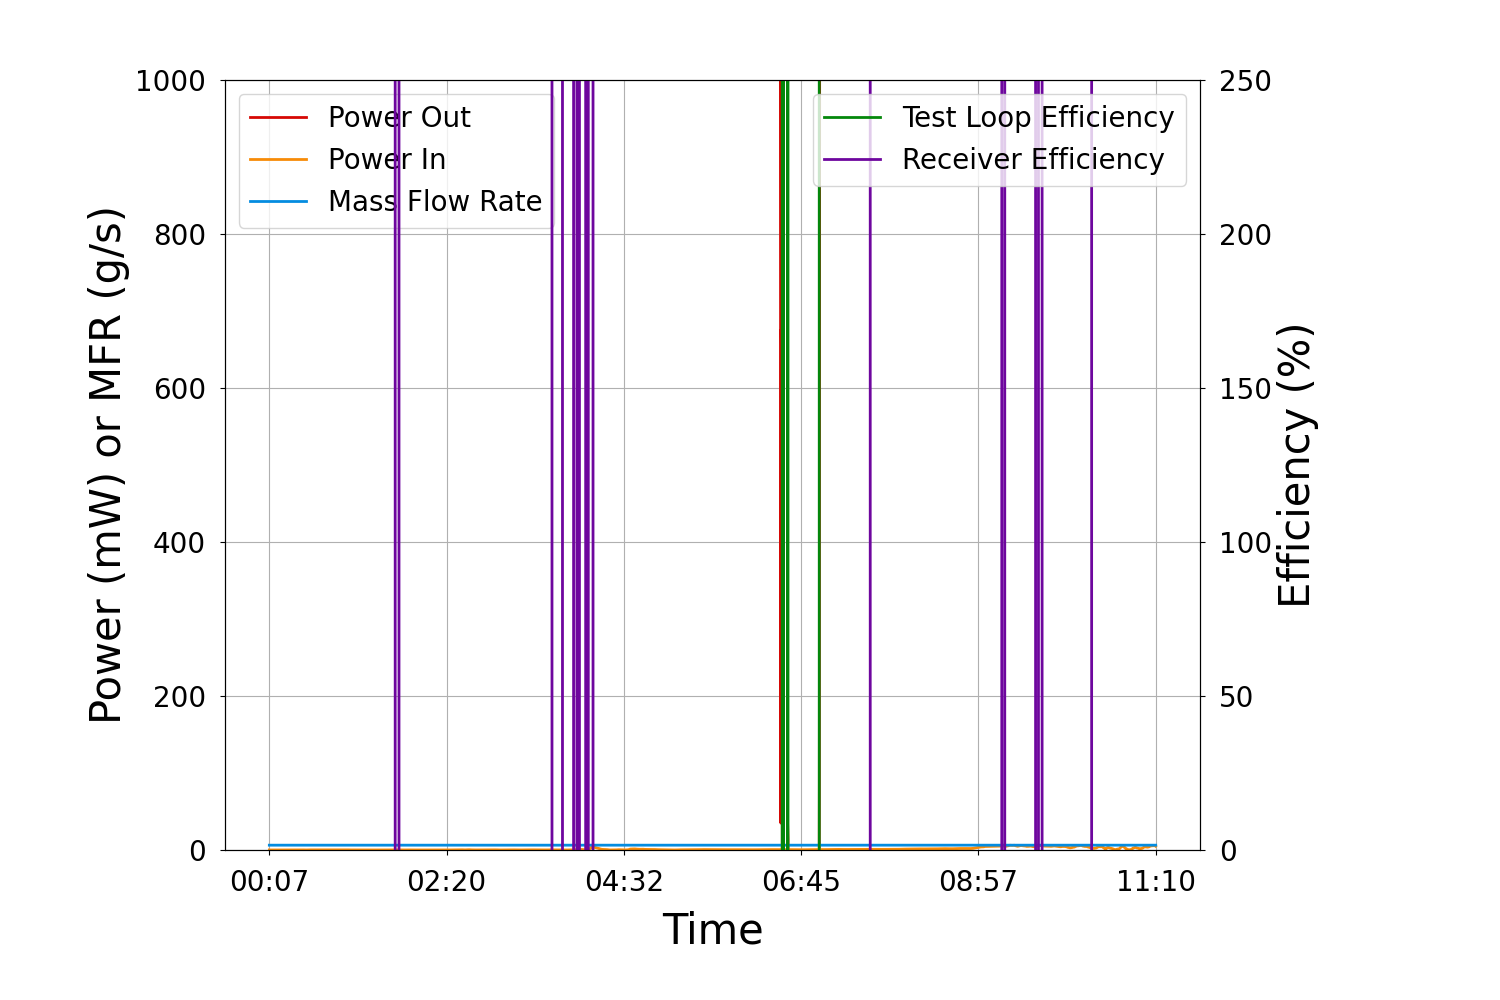 1000
800
600
400
200
0
Power (mW) or MFR (g/s)
Power Out
Power In
Mass Flow Rate
Test Loop Efficiency
Receiver Efficiency
250
200
150
100
50
0
Efficiency (%)
00:07 02:20 04:32 06:45 08:57 11:10
Time